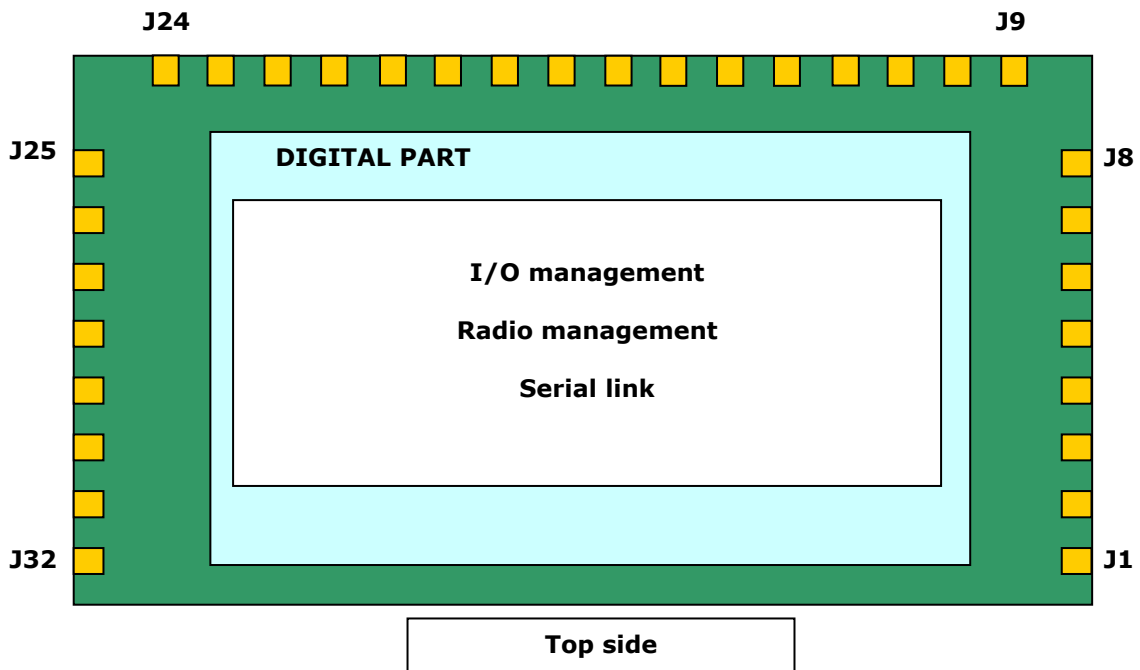 J24
J9
J25
DIGITAL PART
J8
I/O management
Radio management
Serial link
J32
J1
Top side